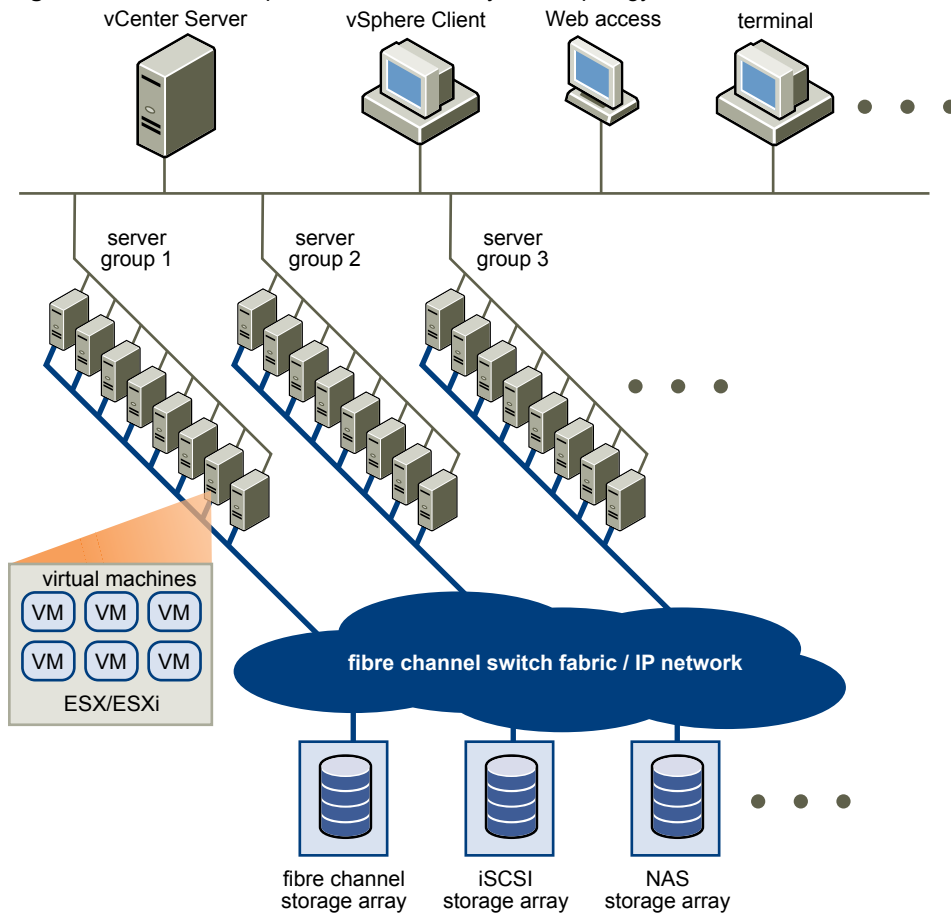 vCenter Server
vSphere Client
Web access
terminal
server
group 1
server
group 2
server
group 3
virtual machines
VM VM VM
VM VM VM
ESX/ESXi
fibre channel switch fabric / IP network
fibre channel
storage array
iSCSI
storage array
NAS
storage array